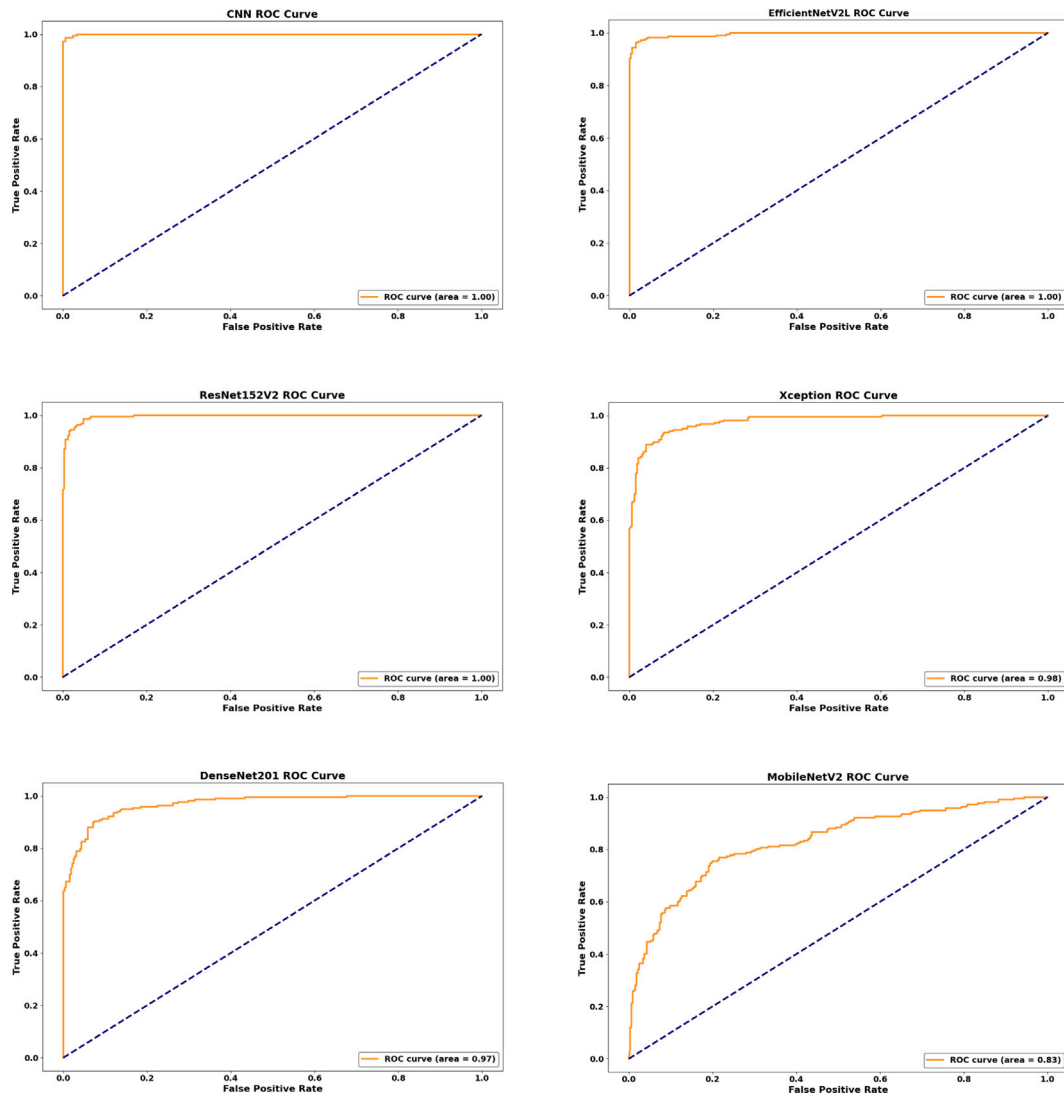 CNN ROC Curve
True Positive Rate
1.0
0.8
0.6
0.4
0.2
0.0
ROC curve (area = 1.00)
0.0 0.2 0.4 0.6 0.8 1.0
False Positive Rate
EfficientNetV2L ROC Curve
True Positive Rate
1.0
0.8
0.6
0.4
0.2
0.0
ROC curve (area = 1.00)
0.0 0.2 0.4 0.6 0.8 1.0
False Positive Rate
ResNet152V2 ROC Curve
True Positive Rate
1.0
0.8
0.6
0.4
0.2
0.0
ROC curve (area = 1.00)
0.0 0.2 0.4 0.6 0.8 1.0
False Positive Rate
Xception ROC Curve
True Positive Rate
1.0
0.8
0.6
0.4
0.2
0.0
ROC curve (area = 0.98)
0.0 0.2 0.4 0.6 0.8 1.0
False Positive Rate
DenseNet201 ROC Curve
True Positive Rate
1.0
0.8
0.6
0.4
0.2
0.0
ROC curve (area = 0.97)
0.0 0.2 0.4 0.6 0.8 1.0
False Positive Rate
MobileNetV2 ROC Curve
True Positive Rate
1.0
0.8
0.6
0.4
0.2
0.0
ROC curve (area = 0.83)
0.0 0.2 0.4 0.6 0.8 1.0
False Positive Rate